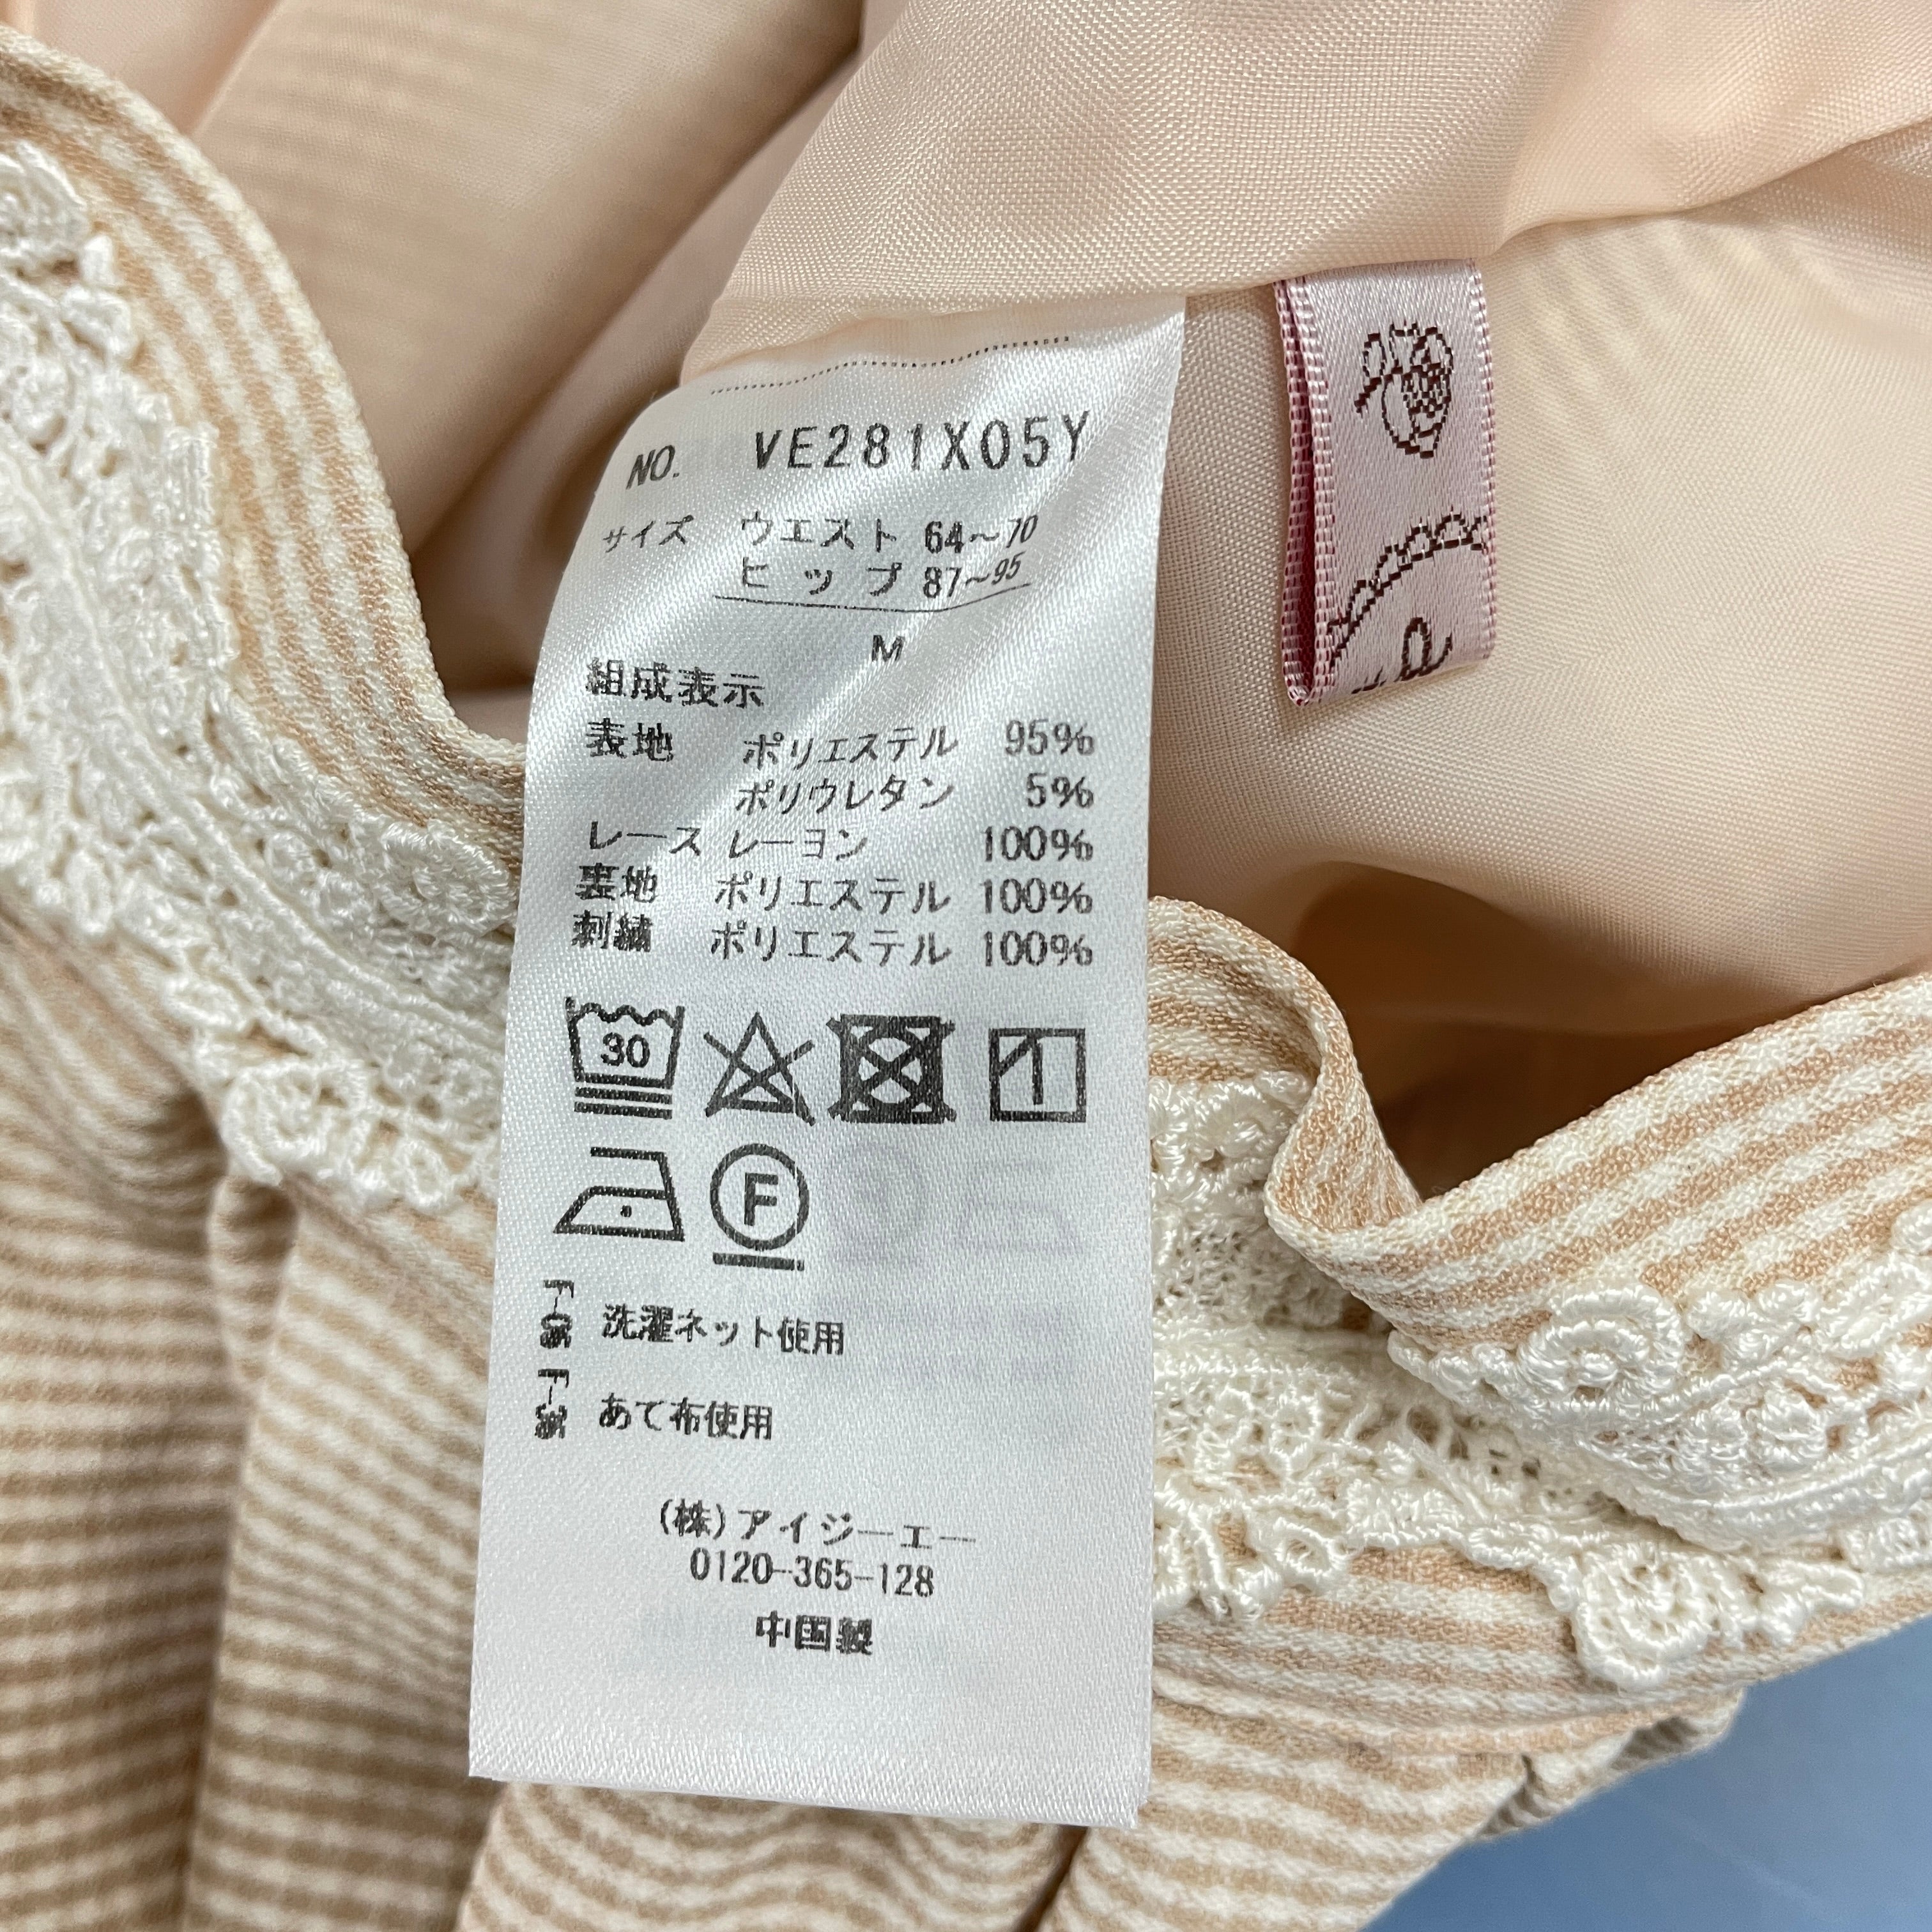 NO. VE281X05Y
サイズ ウエスト 64~70
ヒップ 87~95
M
組成表示
表地 ポリエステル 95%
ポリウレタン 5%
レース レーヨン 100%
裏地 ポリエステル 100%
刺繍 ポリエステル 100%
30
F
洗濯ネット使用
あて布使用
(株)アイジーエー
0120-365-128
中国製